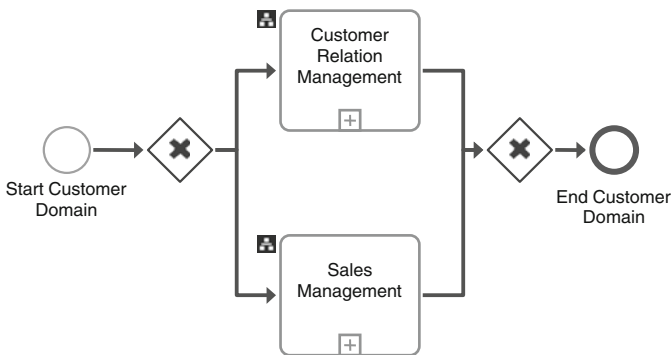 Customer
Relation
Management
Start Customer
Domain
End Customer
Domain
Sales
Management